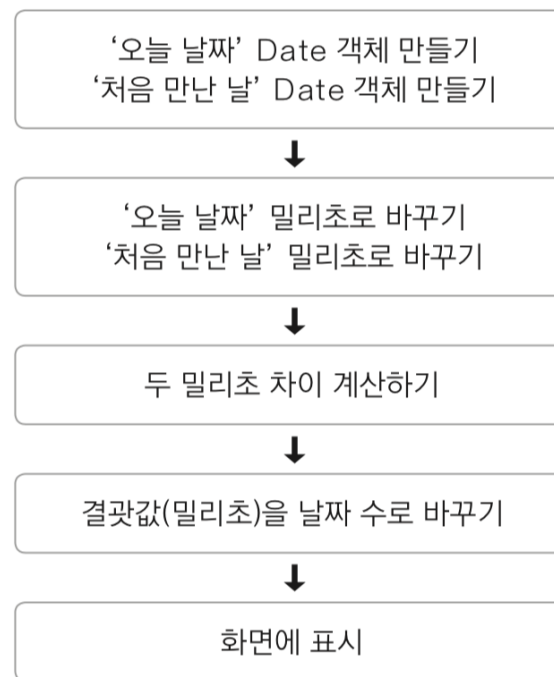 ‘오늘 날짜’ Date 객체 만들기
‘처음 만난 날’ Date 객체 만들기
‘오늘 날짜’ 밀리초로 바꾸기
‘처음 만난 날’ 밀리초로 바꾸기
두 밀리초 차이 계산하기
결괏값(밀리초)을 날짜 수로 바꾸기
화면에 표시